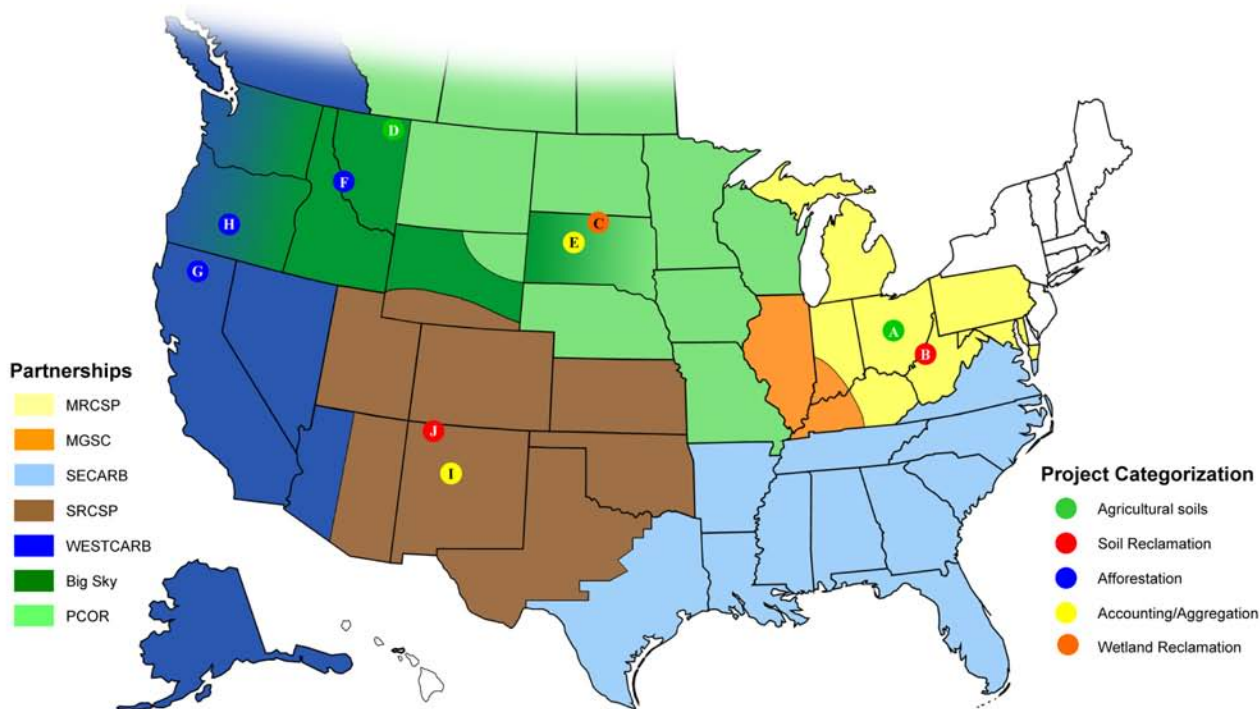 D
F
H
C
E
G
A
B
J
I
Partnerships
MRCSP
MGSC
SECARB
SRCSP
WESTCARB
Big Sky
PCOR
Project Categorization
Agricultural soils
Soil Reclamation
Afforestation
Accounting/Aggregation
Wetland Reclamation